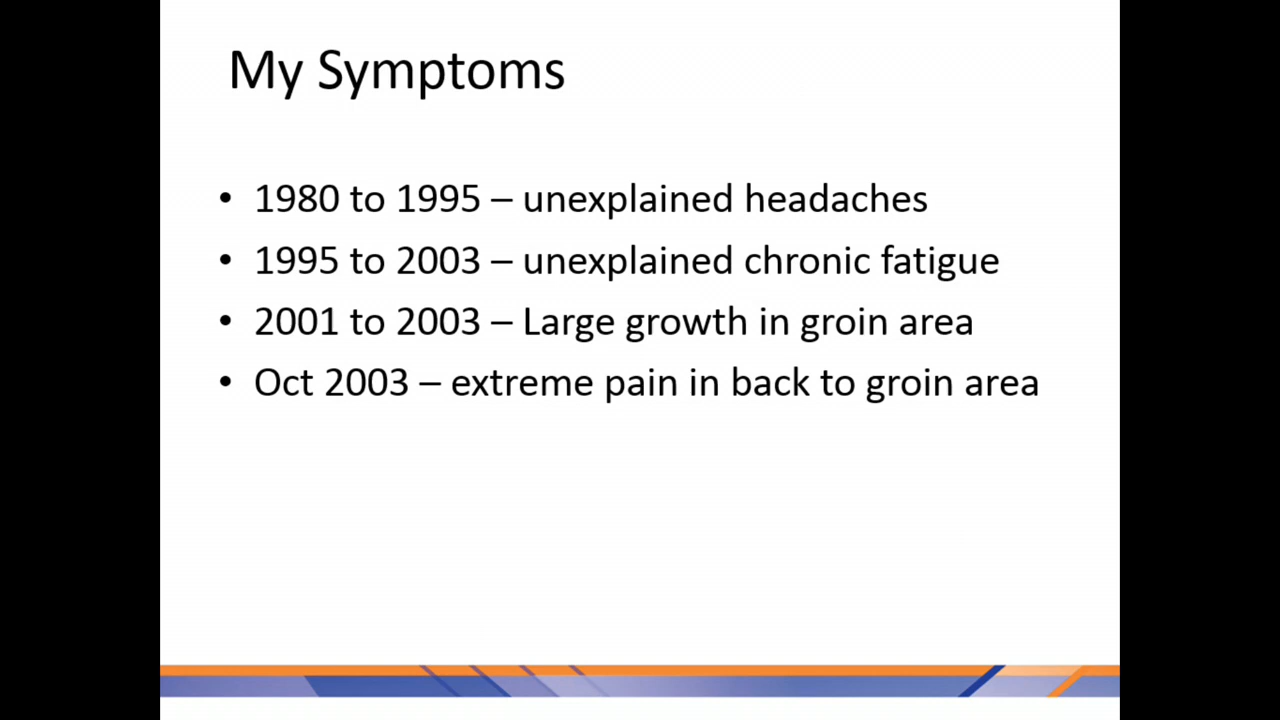 My Symptoms
• 1980 to 1995 – unexplained headaches
• 1995 to 2003 – unexplained chronic fatigue
• 2001 to 2003 – Large growth in groin area
• Oct 2003 – extreme pain in back to groin area